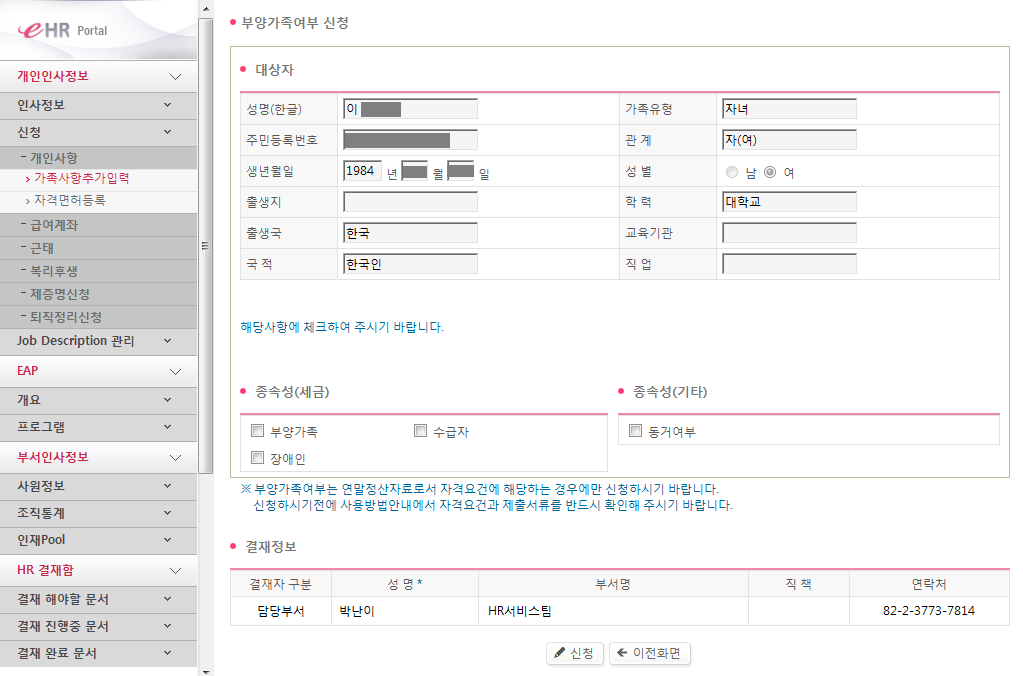 eHR Portal
개인인사정보
인사정보
신청
- 개인사항
› 가족사항추가입력
› 자격면허등록
- 급여계좌
- 근태
- 복리후생
- 제증명신청
- 퇴직정리신청
Job Description 관리
EAP
개요
프로그램
부서인사정보
사원정보
조직통계
인재Pool
HR 결재함
결재 해야할 문서
결재 진행중 문서
결재 완료 문서
부양가족여부 신청
대상자
성명(한글) 이 가족유형 자녀
주민등록번호 관 계 자(여)
생년월일 1984 년 월 일 성 별 남 여
출생지 학 력 대학교
출생국 한국 교육기관
국 적 한국인 직 업
해당사항에 체크하여 주시기 바랍니다.
종속성(세금) 종속성(기타)
부양가족 수급자 동거여부
장애인
※ 부양가족여부는 연말정산자료로서 자격요건에 해당하는 경우에만 신청하시기 바랍니다.
신청하시기전에 사용방법안내에서 자격요건과 제출서류를 반드시 확인해 주시기 바랍니다.
결재정보
결재자 구분 성 명 * 부서명 직 책 연락처
담당부서 박난이 HR서비스팀 82-2-3773-7814
신청 이전화면